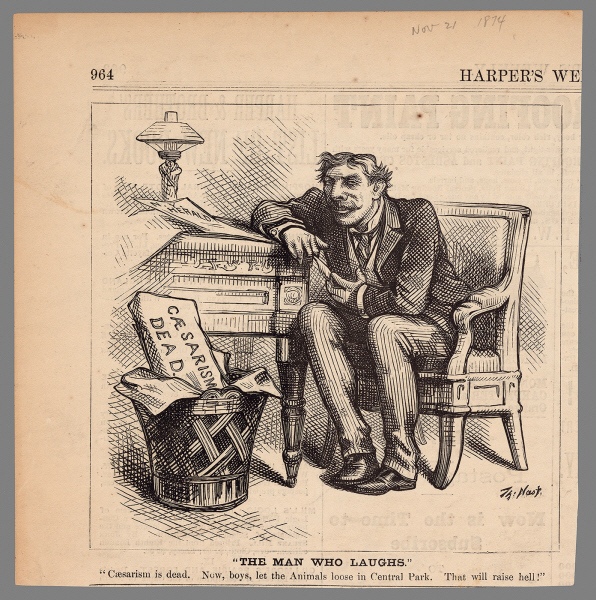 Nov 21 1874
964
HARPER'S WE
CÆSARISM
DEAD
Th: Nast.
"THE MAN WHO LAUGHS."
"Cæsarism is dead. Now, boys, let the Animals loose in Central Park. That will raise hell!"